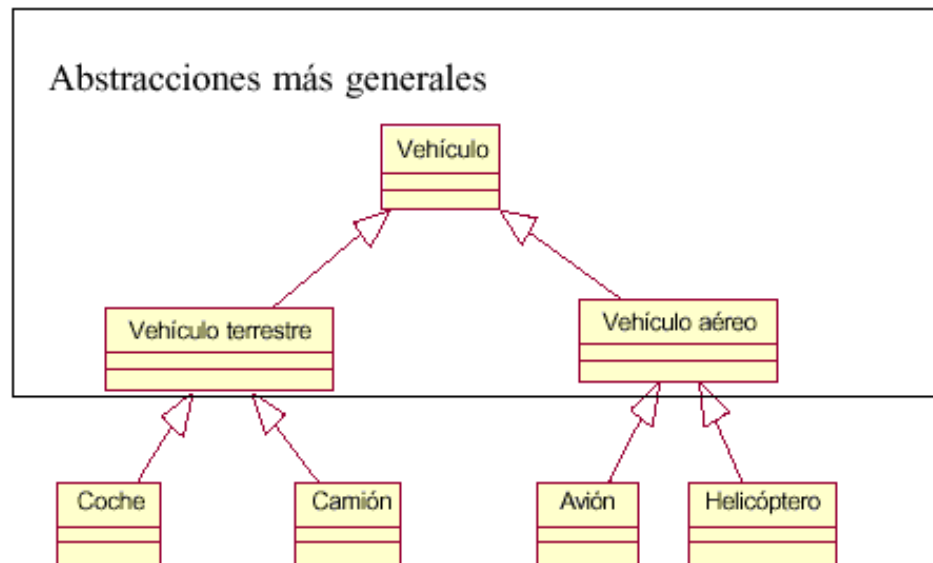 Abstracciones más generales
Vehículo
Vehículo terrestre
Vehículo aéreo
Coche
Camión
Avión
Helicóptero